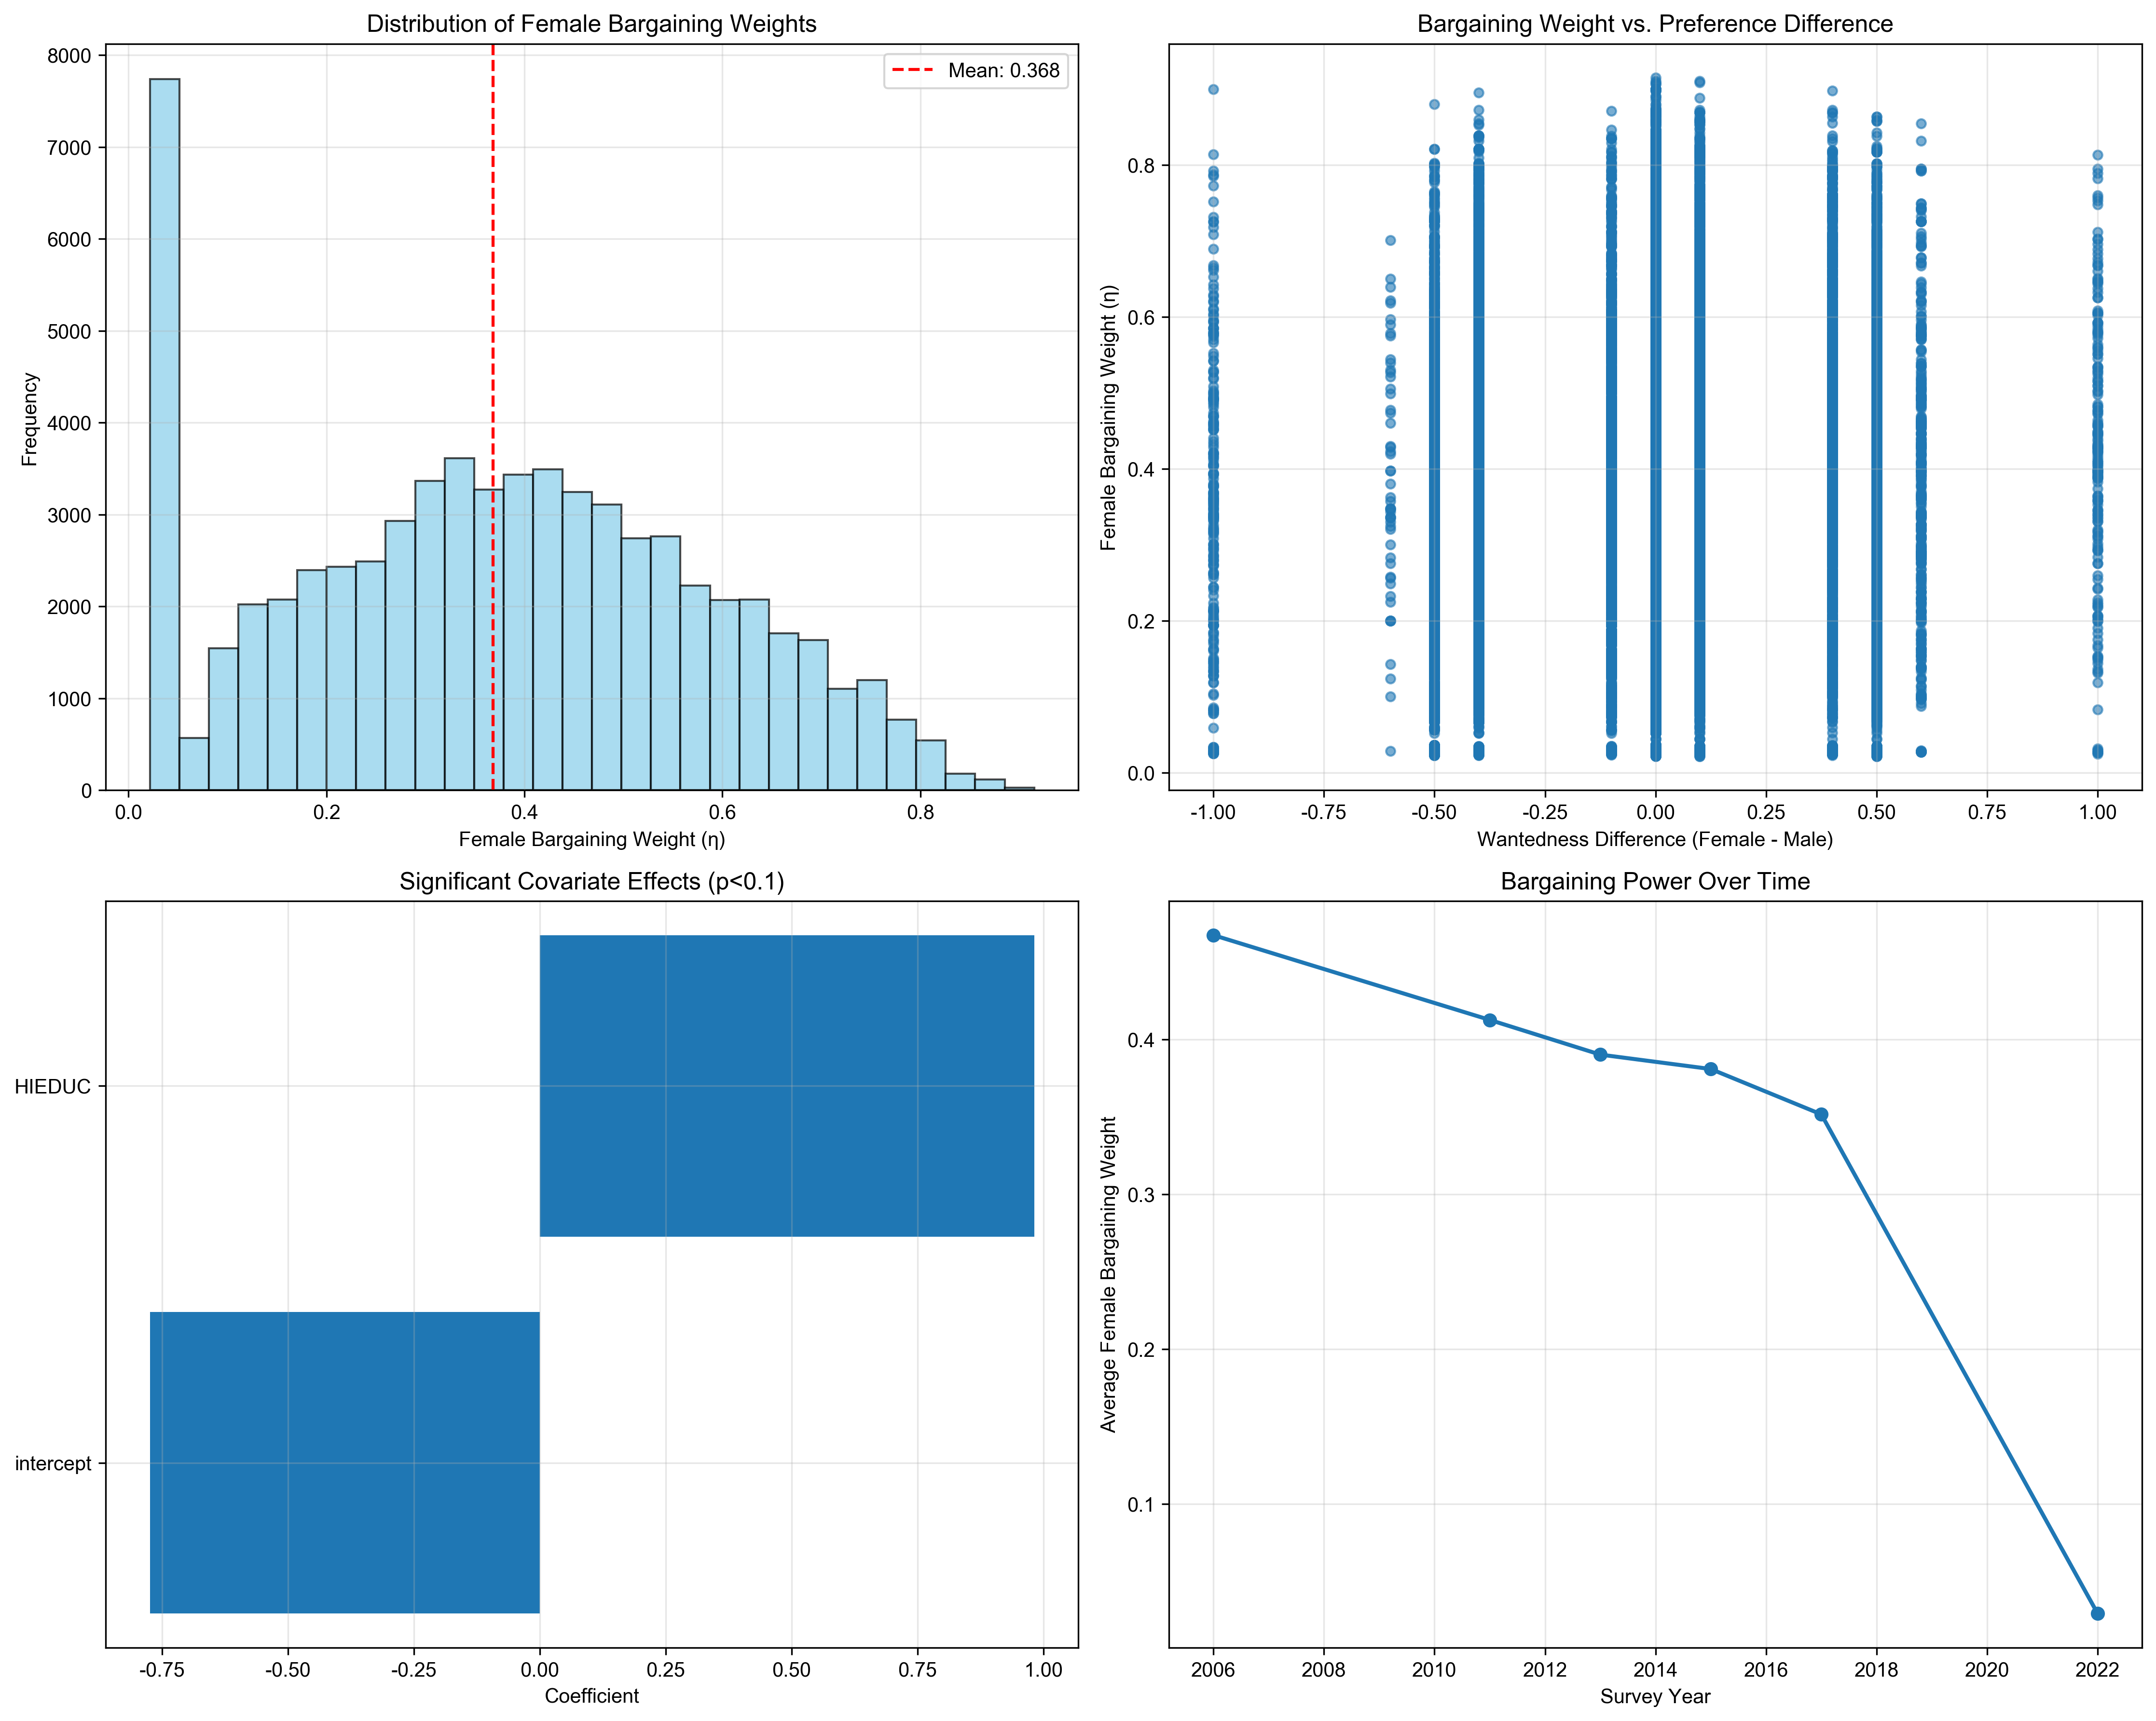 Distribution of Female Bargaining Weights
8000
7000
6000
5000
4000
3000
2000
1000
0
Frequency
Mean: 0.368
0.0 0.2 0.4 0.6 0.8
Female Bargaining Weight (η)
Bargaining Weight vs. Preference Difference
0.8
0.6
0.4
0.2
0.0
Female Bargaining Weight (η)
-1.00 -0.75 -0.50 -0.25 0.00 0.25 0.50 0.75 1.00
Wantedness Difference (Female - Male)
Significant Covariate Effects (p<0.1)
HIEDUC
intercept
-0.75 -0.50 -0.25 0.00 0.25 0.50 0.75 1.00
Coefficient
Bargaining Power Over Time
0.4
0.3
0.2
0.1
Average Female Bargaining Weight
2006 2008 2010 2012 2014 2016 2018 2020 2022
Survey Year